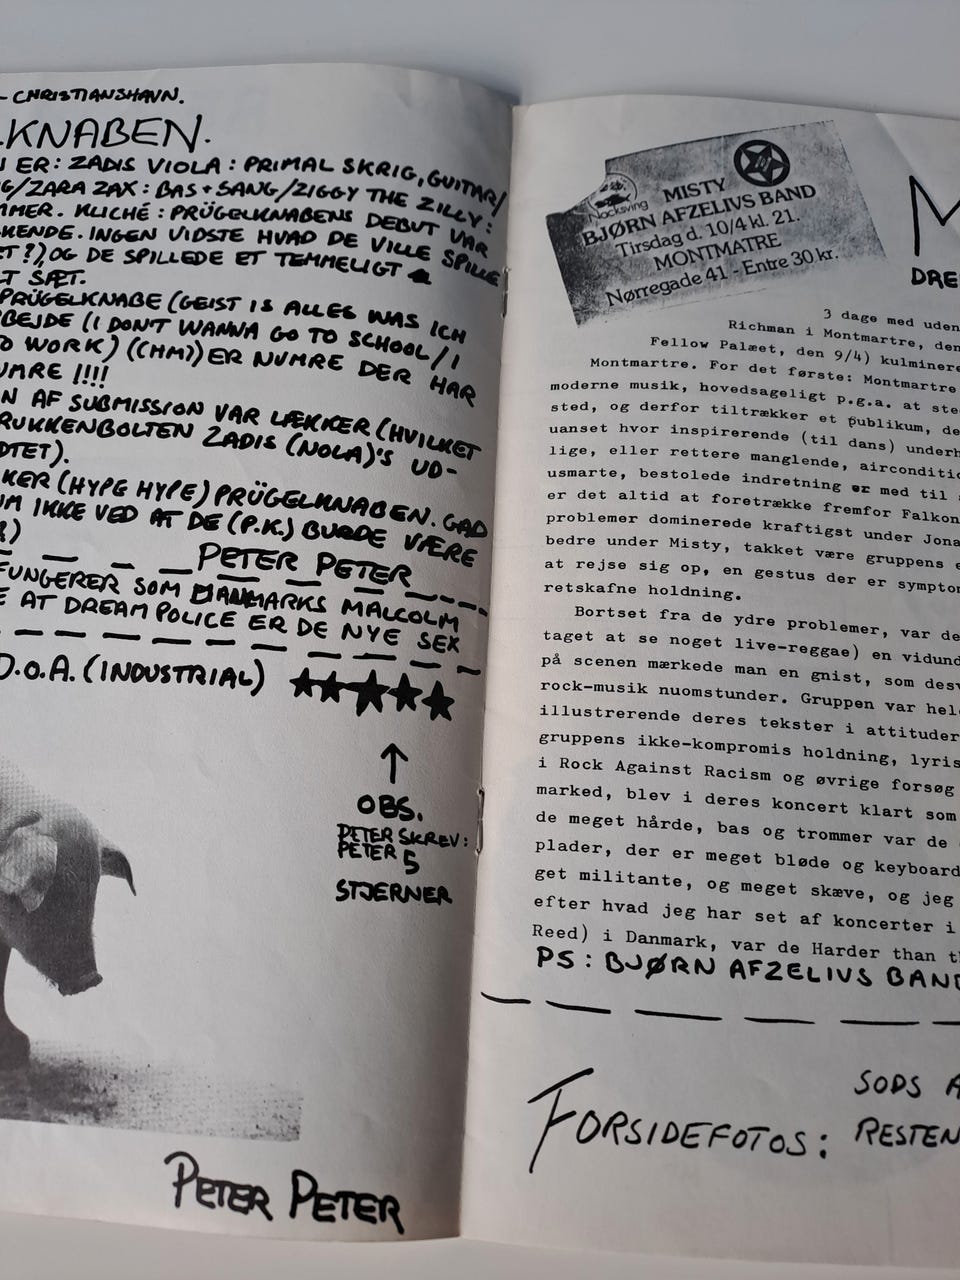 - CHRISTIANSHAVN.
.KNABEN.
I ER: ZADIS VIOLA: PRIMAL SKRIG, GUITAR/
G/ZARA ZAX: BAS + SANG/ZIGGY THE ZILLY:
MMER. KLICHÉ: PRÜGELKNABENS DEBUT VAR
KENDE. INGEN VIDSTE HVAD DE VILLE SPILLE
ET?), OG DE SPILLEDE ET TEMMELIGT
LT SÆT.
PRÜGELKNABE (GEIST IS ALLES WAS ICH
BEJDE (I DON'T WANNA GO TO SCHOOL/I
O WORK) (CHM) ER NUMRE DER HAR
UMRE !!!!
N AF SUBMISSION VAR LÆKKER (HVILKET
RUKKENBOLTEN ZADIS (NOLA)'S UD-
DTET).
KER (HYPE HYPE) PRÜGELKNABEN. GAD
UM IKKE VED AT DE (P.K.) BURDE VÆRE
R)
PETER PETER
FUNGERER SOM DANMARKS MALCOLM
E AT DREAM POLICE ER DE NYE SEX
D.O.A. (INDUSTRIAL) ★★★★★
↑
OBS.
PETER SKREV:
PETER 5
STJERNER
PETER PETER
Nocksving
MISTY
BJØRN AFZELIUS BAND
Tirsdag d. 10/4 kl. 21.
MONTMATRE
Nørregade 41 - Entre 30 kr.
M
DRE
3 dage med uden
Richman i Montmartre, den
Fellow Palæet, den 9/4) kulminere
Montmartre. For det første: Montmartre
moderne musik, hovedsageligt p.g.a. at ste
sted, og derfor tiltrækker et publikum, de
uanset hvor inspirerende (til dans) underh
lige, eller rettere manglende, airconditio
usmarte, bestolede indretning er med til
er det altid at foretrække fremfor Falkon
problemer dominerede kraftigst under Jona
bedre under Misty, takket være gruppens e
at rejse sig op, en gestus der er sympto
retskafne holdning.
Bortset fra de ydre problemer, var de
taget at se noget live-reggae) en vidund
på scenen mærkede man en gnist, som desv
rock-musik nuomstunder. Gruppen var hel
illustrerende deres tekster i attituder
gruppens ikke-kompromis holdning, lyris
i Rock Against Racism og øvrige forsøg
marked, blev i deres koncert klart som
de meget hårde, bas og trommer var de
plader, der er meget bløde og keyboard
get militante, og meget skæve, og jeg
efter hvad jeg har set af koncerter i
Reed) i Danmark, var de Harder than t
PS: BJØRN AFZELIUS BAND
SODS A
FORSIDEFOTOS: RESTEN